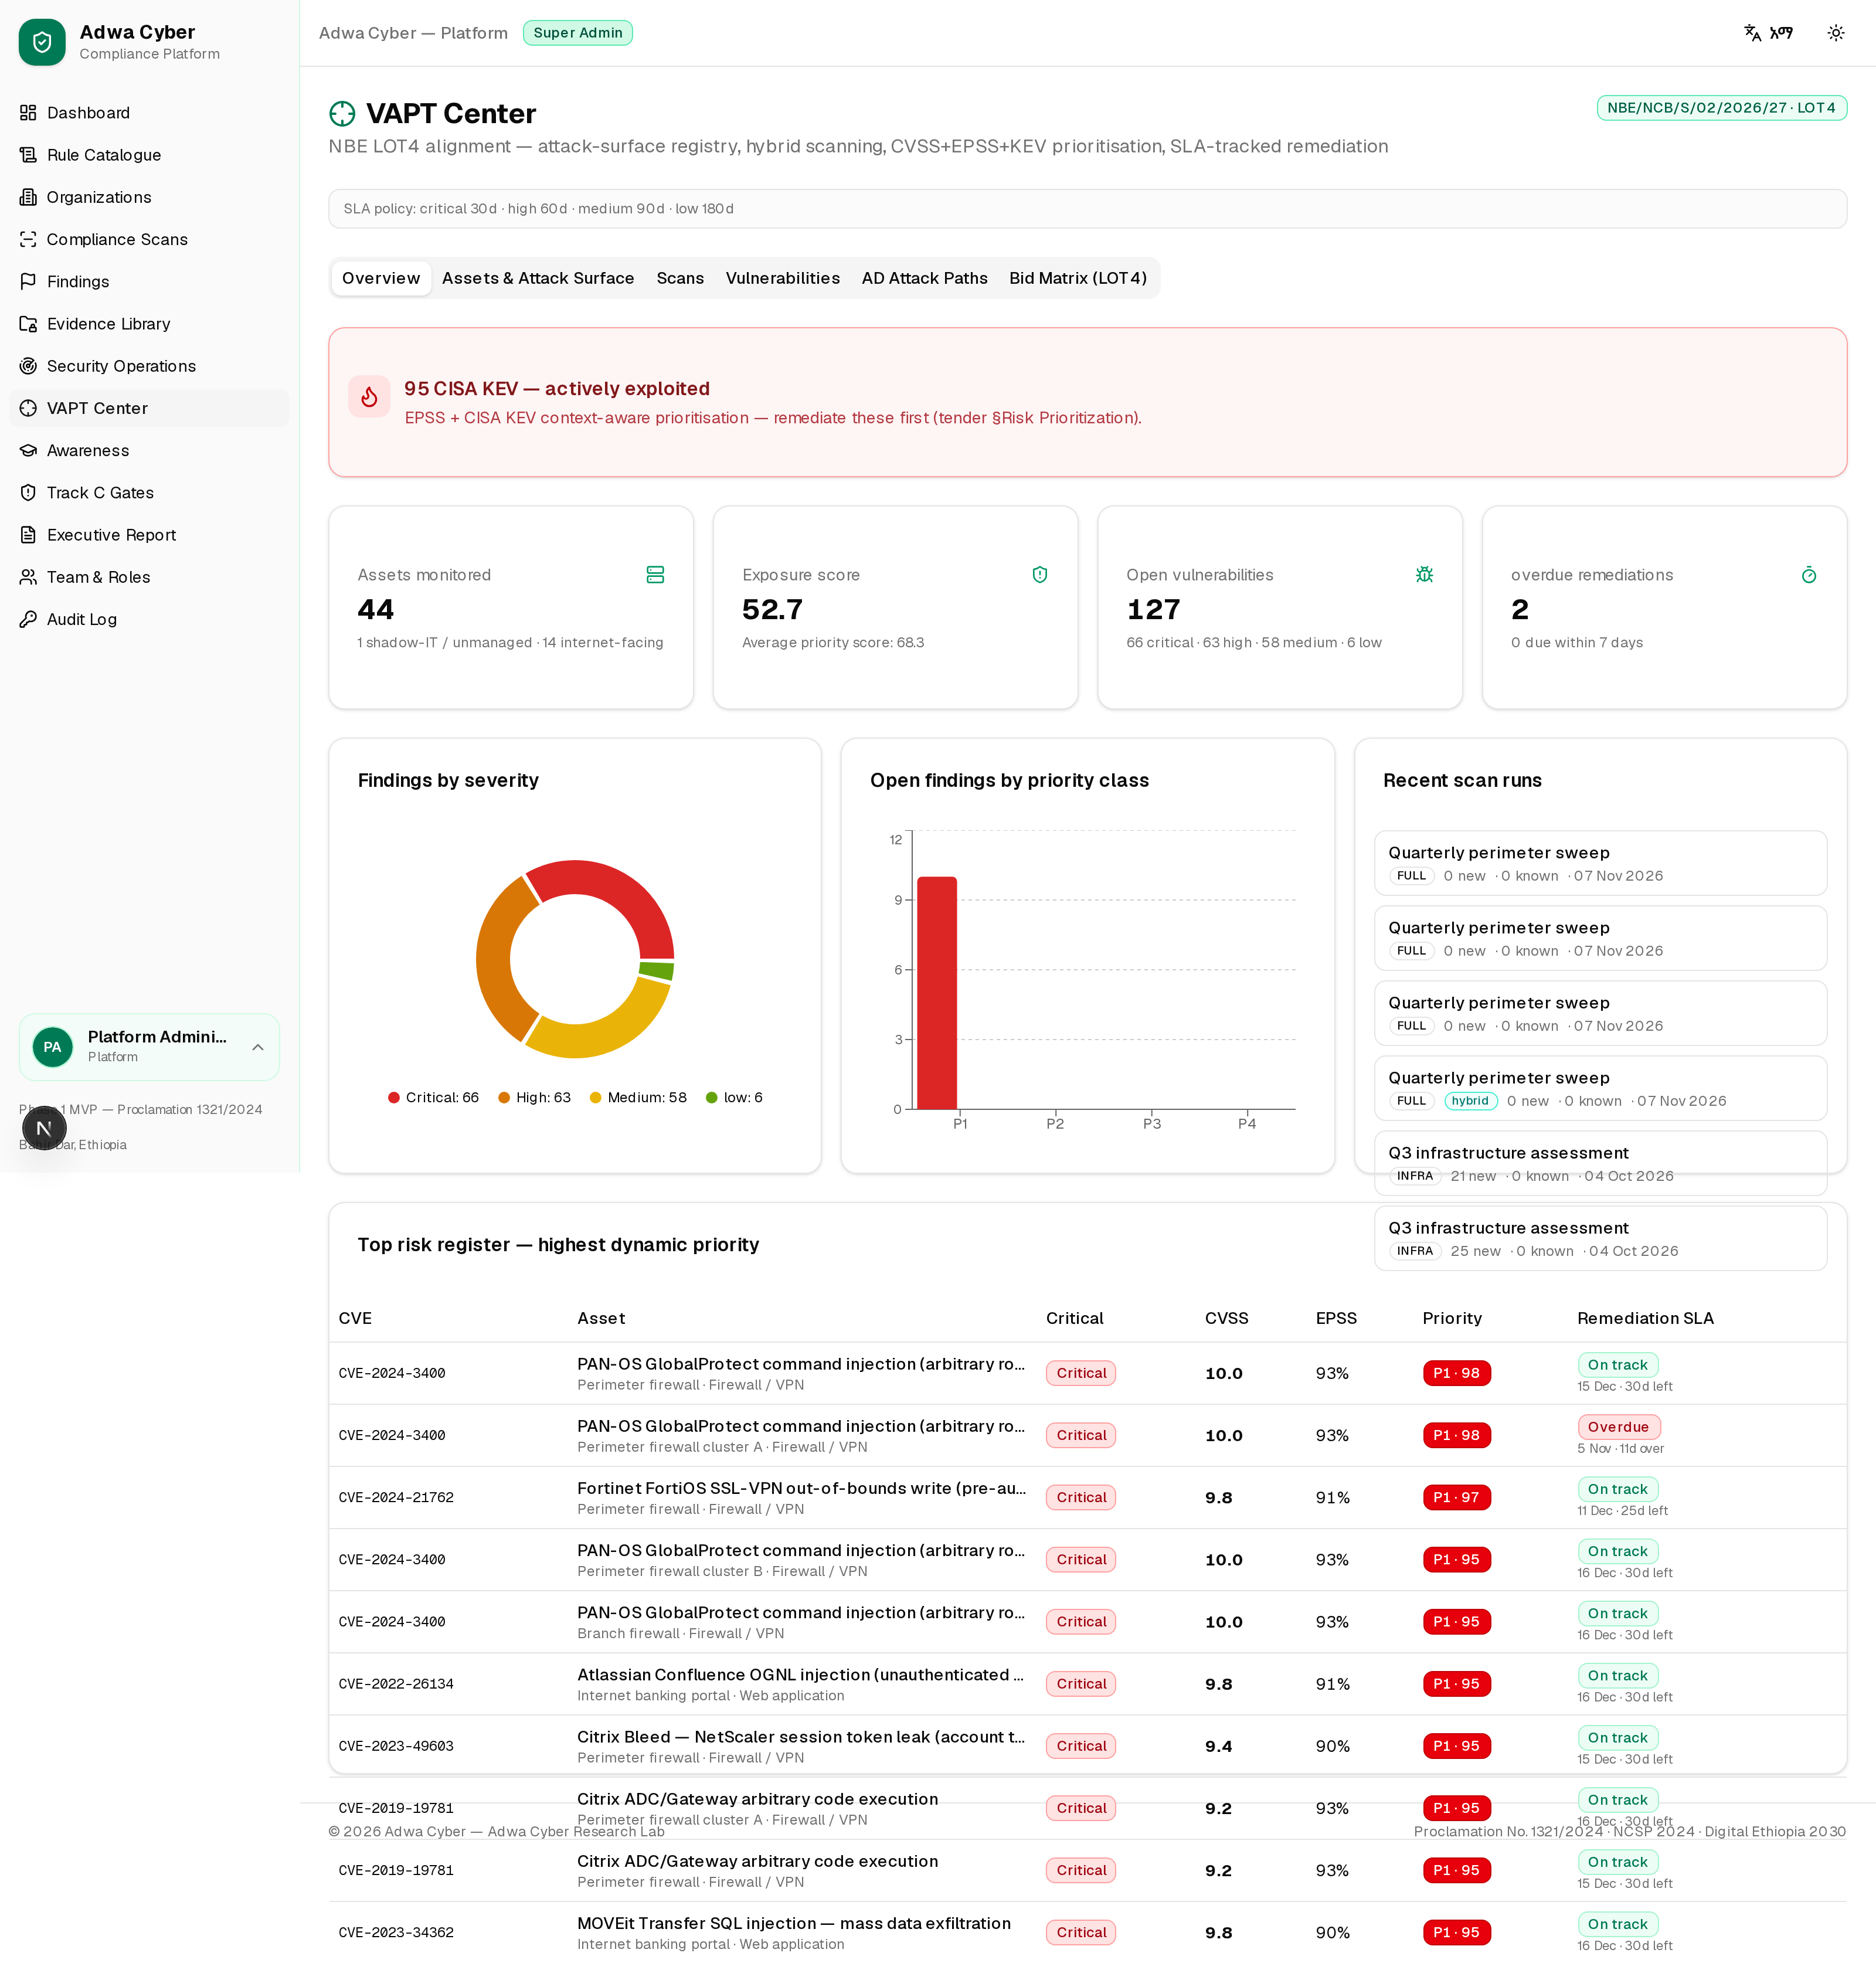 Adwa Cyber
Compliance Platform
Dashboard
Rule Catalogue
Organizations
Compliance Scans
Findings
Evidence Library
Security Operations
VAPT Center
Awareness
Track C Gates
Executive Report
Team & Roles
Audit Log
PA
Platform Admini...
Platform
Phase 1 MVP — Proclamation 1321/2024
N
Bahir Dar, Ethiopia
Adwa Cyber — Platform
Super Admin
አማ
VAPT Center
NBE/NCB/S/02/2026/27 · LOT4
NBE LOT4 alignment — attack-surface registry, hybrid scanning, CVSS+EPSS+KEV prioritisation, SLA-tracked remediation
SLA policy: critical 30d · high 60d · medium 90d · low 180d
Overview Assets & Attack Surface Scans Vulnerabilities AD Attack Paths Bid Matrix (LOT4)
95 CISA KEV — actively exploited
EPSS + CISA KEV context-aware prioritisation — remediate these first (tender §Risk Prioritization).
Assets monitored
44
1 shadow-IT / unmanaged · 14 internet-facing
Exposure score
52.7
Average priority score: 68.3
Open vulnerabilities
127
66 critical · 63 high · 58 medium · 6 low
overdue remediations
2
0 due within 7 days
Findings by severity
Critical: 66 High: 63 Medium: 58 low: 6
Open findings by priority class
12
9
6
3
0
P1 P2 P3 P4
Recent scan runs
Quarterly perimeter sweep
FULL 0 new · 0 known · 07 Nov 2026
Quarterly perimeter sweep
FULL 0 new · 0 known · 07 Nov 2026
Quarterly perimeter sweep
FULL 0 new · 0 known · 07 Nov 2026
Quarterly perimeter sweep
FULL hybrid 0 new · 0 known · 07 Nov 2026
Q3 infrastructure assessment
INFRA 21 new · 0 known · 04 Oct 2026
Q3 infrastructure assessment
INFRA 25 new · 0 known · 04 Oct 2026
Top risk register — highest dynamic priority
CVE Asset Critical CVSS EPSS Priority Remediation SLA
CVE-2024-3400 PAN-OS GlobalProtect command injection (arbitrary ro... Critical 10.0 93% P1 · 98 On track
Perimeter firewall · Firewall / VPN 15 Dec · 30d left
CVE-2024-3400 PAN-OS GlobalProtect command injection (arbitrary ro... Critical 10.0 93% P1 · 98 Overdue
Perimeter firewall cluster A · Firewall / VPN 5 Nov · 11d over
CVE-2024-21762 Fortinet FortiOS SSL-VPN out-of-bounds write (pre-au... Critical 9.8 91% P1 · 97 On track
Perimeter firewall · Firewall / VPN 11 Dec · 25d left
CVE-2024-3400 PAN-OS GlobalProtect command injection (arbitrary ro... Critical 10.0 93% P1 · 95 On track
Perimeter firewall cluster B · Firewall / VPN 16 Dec · 30d left
CVE-2024-3400 PAN-OS GlobalProtect command injection (arbitrary ro... Critical 10.0 93% P1 · 95 On track
Branch firewall · Firewall / VPN 16 Dec · 30d left
CVE-2022-26134 Atlassian Confluence OGNL injection (unauthenticated ... Critical 9.8 91% P1 · 95 On track
Internet banking portal · Web application 16 Dec · 30d left
CVE-2023-49603 Citrix Bleed — NetScaler session token leak (account t... Critical 9.4 90% P1 · 95 On track
Perimeter firewall · Firewall / VPN 15 Dec · 30d left
CVE-2019-19781 Citrix ADC/Gateway arbitrary code execution Critical 9.2 93% P1 · 95 On track
Perimeter firewall cluster A · Firewall / VPN 16 Dec · 30d left
© 2026 Adwa Cyber — Adwa Cyber Research Lab Proclamation No. 1321/2024 · NCSP 2024 · Digital Ethiopia 2030
CVE-2019-19781 Citrix ADC/Gateway arbitrary code execution Critical 9.2 93% P1 · 95 On track
Perimeter firewall · Firewall / VPN 15 Dec · 30d left
CVE-2023-34362 MOVEit Transfer SQL injection — mass data exfiltration Critical 9.8 90% P1 · 95 On track
Internet banking portal · Web application 16 Dec · 30d left